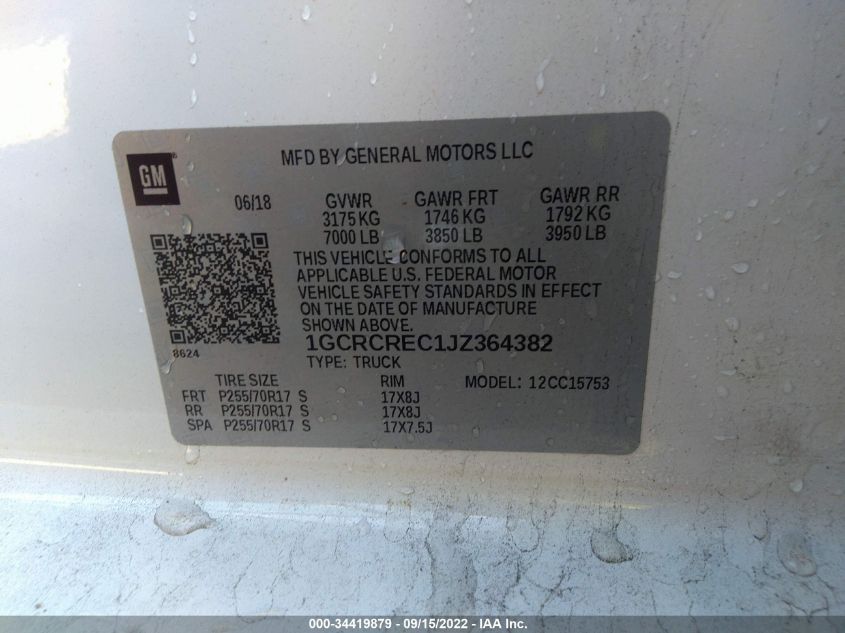 MFD BY GENERAL MOTORS LLC
GM
06/18 GVWR GAWR FRT GAWR RR
3175 KG 1746 KG 1792 KG
7000 LB 3850 LB 3950 LB
THIS VEHICLE CONFORMS TO ALL
APPLICABLE U.S. FEDERAL MOTOR
VEHICLE SAFETY STANDARDS IN EFFECT
ON THE DATE OF MANUFACTURE
SHOWN ABOVE.
8624
1GCRCREC1JZ364382
TYPE: TRUCK
TIRE SIZE RIM MODEL: 12CC15753
FRT P255/70R17 S 17X8J
RR P255/70R17 S 17X8J
SPA P255/70R17 S 17X7.5J
000-34419879 - 09/15/2022 - IAA Inc.